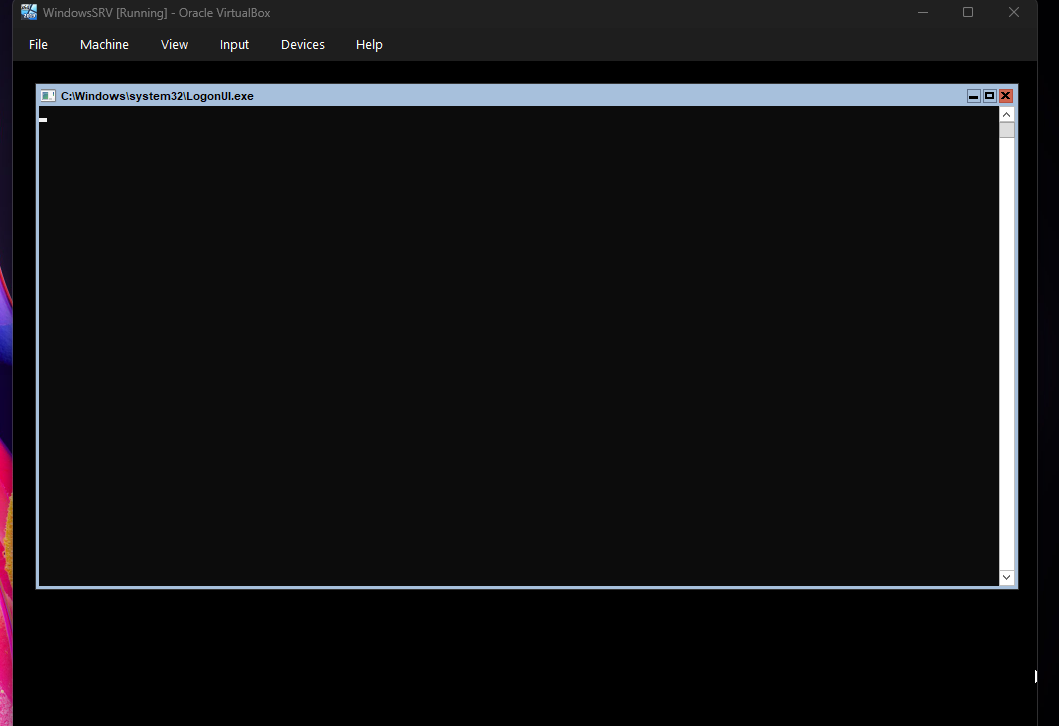 WindowsSRV [Running] - Oracle VirtualBox
File Machine View Input Devices Help
C:\Windows\system32\LogonUI.exe